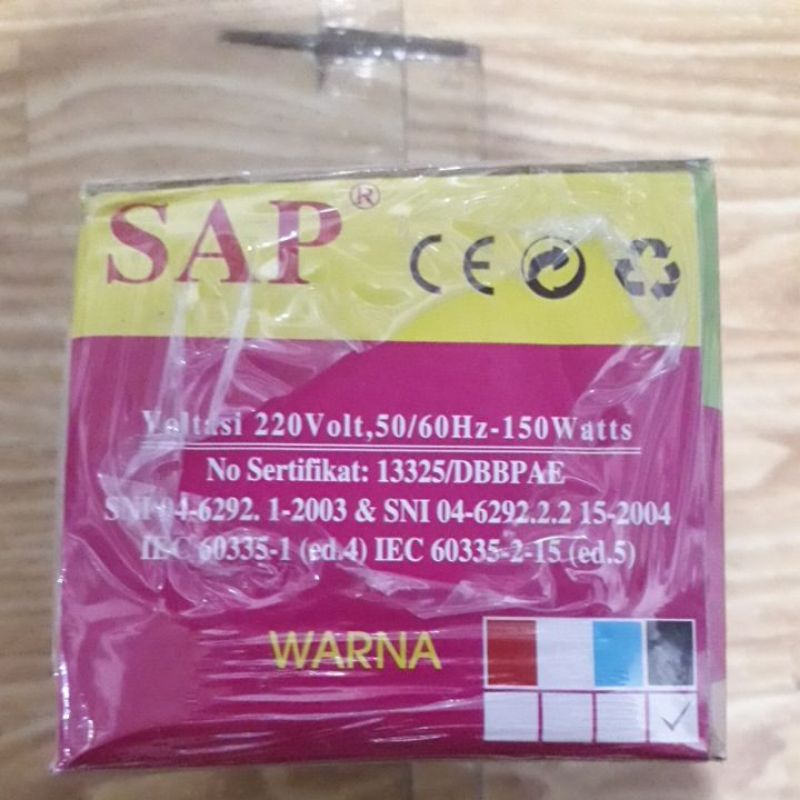 SAP®
CE
Voltasi 220Volt,50/60Hz-150Watts
No Sertifikat: 13325/DBBPAE
SNI 04-6292. 1-2003 & SNI 04-6292.2.2 15-2004
IEC 60335-1 (ed.4) IEC 60335-2-15 (ed.5)
WARNA